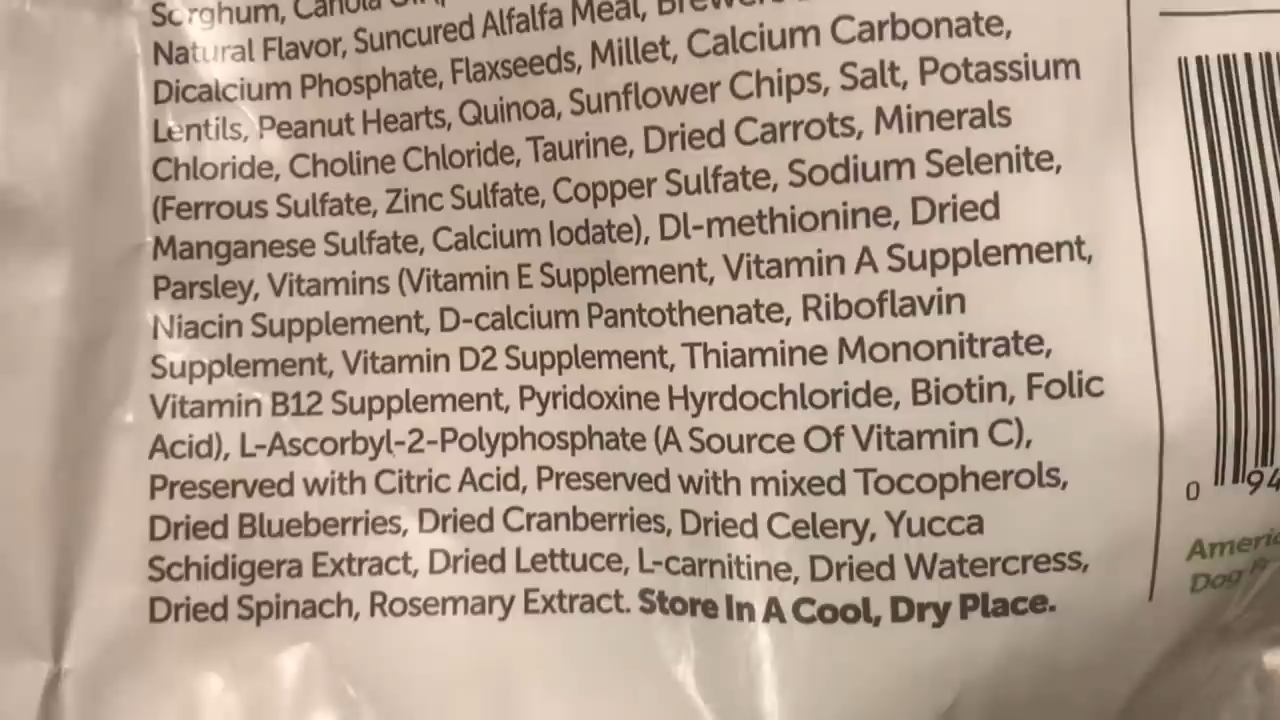 Sorghum, Canola
Natural Flavor, Suncured Alfalfa Meal,
Dicalcium Phosphate, Flaxseeds, Millet, Calcium Carbonate,
Lentils, Peanut Hearts, Quinoa, Sunflower Chips, Salt, Potassium
Chloride, Choline Chloride, Taurine, Dried Carrots, Minerals
(Ferrous Sulfate, Zinc Sulfate, Copper Sulfate, Sodium Selenite,
Manganese Sulfate, Calcium Iodate), Dl-methionine, Dried
Parsley, Vitamins (Vitamin E Supplement, Vitamin A Supplement,
Niacin Supplement, D-calcium Pantothenate, Riboflavin
Supplement, Vitamin D2 Supplement, Thiamine Mononitrate,
Vitamin B12 Supplement, Pyridoxine Hyrdochloride, Biotin, Folic
Acid), L-Ascorbyl-2-Polyphosphate (A Source Of Vitamin C),
Preserved with Citric Acid, Preserved with mixed Tocopherols,
Dried Blueberries, Dried Cranberries, Dried Celery, Yucca
Schidigera Extract, Dried Lettuce, L-carnitine, Dried Watercress,
Dried Spinach, Rosemary Extract. Store In A Cool, Dry Place.
0 94
Dog